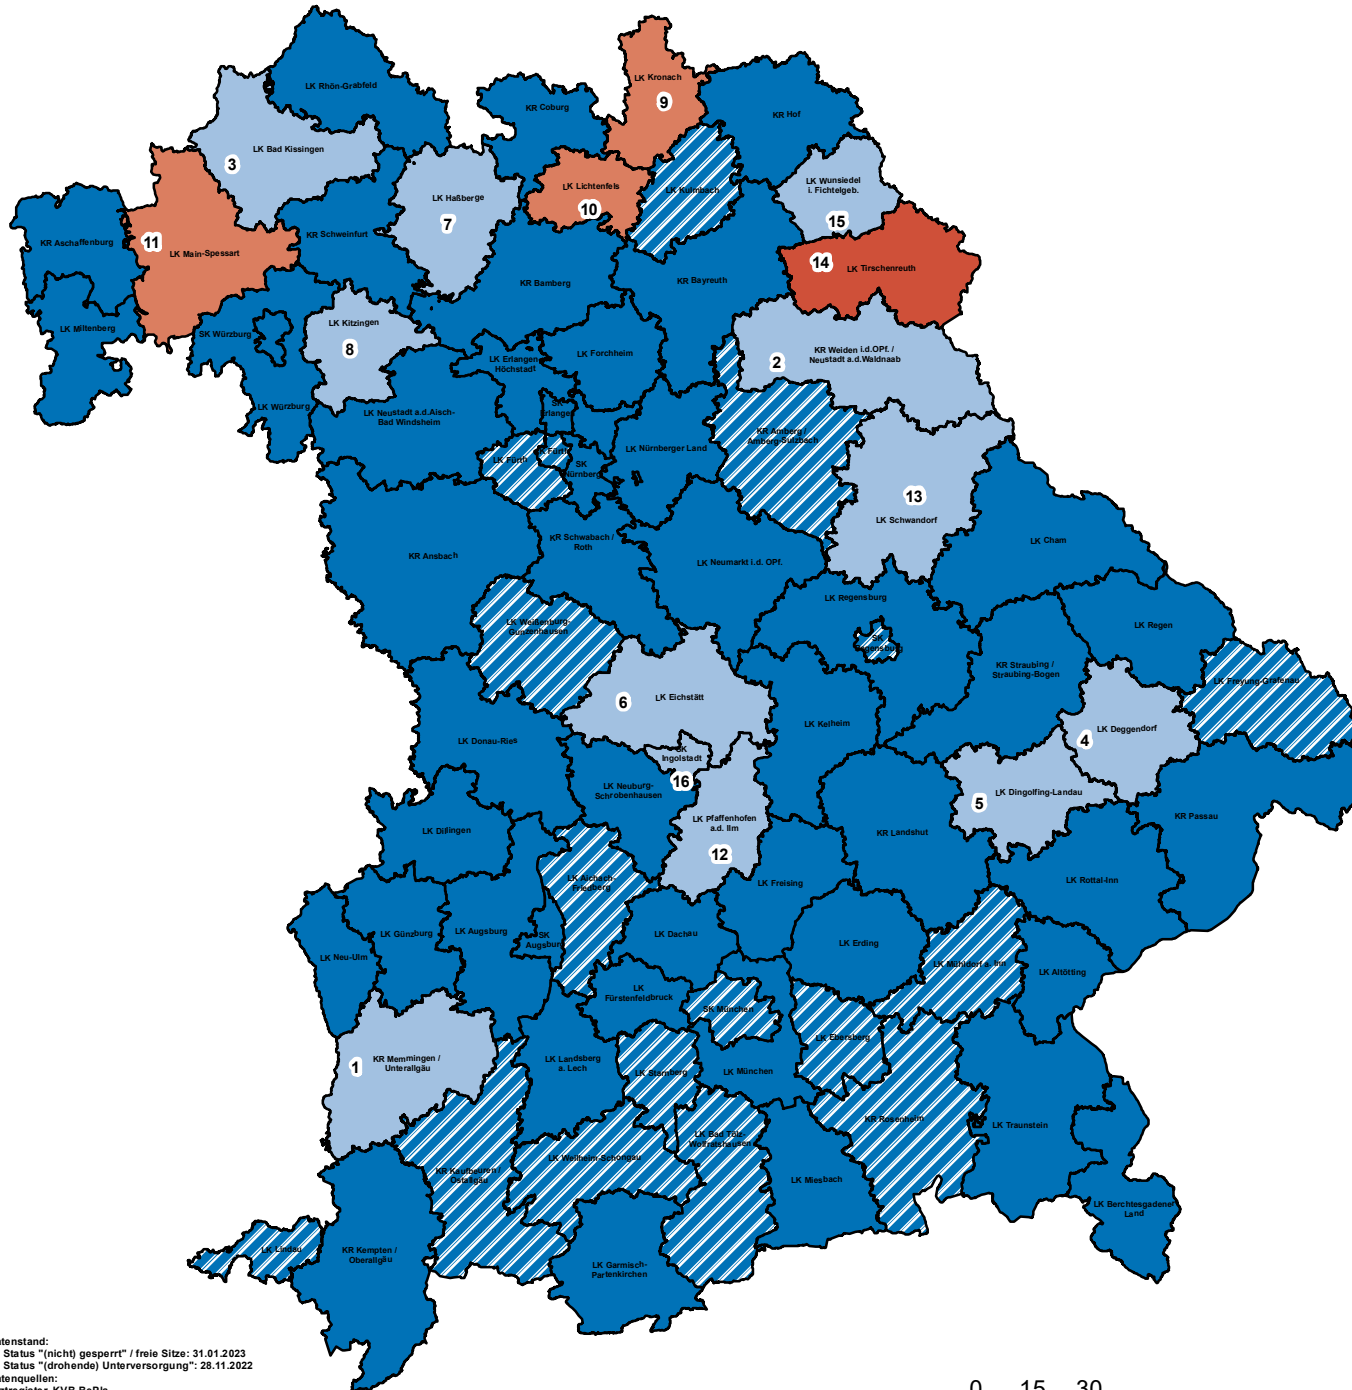 LK Rhön-Grabfeld
LK Kronach
9
KR Coburg
KR Hof
LK Bad Kissingen
3
LK Wunsiedel
i. Fichtelgeb.
15
LK Lichtenfels
10
LK Kulmbach
LK Haßberge
7
KR Schweinfurt
KR Aschaffenburg
11
LK Main-Spessart
14
LK Tirschenreuth
KR Bamberg
KR Bayreuth
LK Miltenberg
SK Würzburg
LK Kitzingen
8
LK Erlangen-
Höchstadt
LK Forchheim
2
KR Weiden i.d.OPf. /
Neustadt a.d.Waldnaab
LK Würzburg
LK Neustadt a.d.Aisch-
Bad Windsheim
SK
Erlangen
KR Amberg /
Amberg-Sulzbach
LK Fürth
SK Fürth
SK
Nürnberg
LK Nürnberger Land
13
LK Schwandorf
KR Ansbach
KR Schwabach /
Roth
LK Neumarkt i.d. OPf.
LK Cham
LK Regensburg
SK
Regensburg
LK Weißenburg-
Gunzenhausen
LK Regen
KR Straubing /
Straubing-Bogen
LK Freyung-Grafenau
6
LK Eichstätt
LK Kelheim
4
LK Deggendorf
LK Donau-Ries
SK
Ingolstadt
16
LK Neuburg-
Schrobenhausen
5
LK Dingolfing-Landau
LK Pfaffenhofen
a.d. Ilm
12
KR Landshut
KR Passau
LK Dillingen
LK Aichach-
Friedberg
LK Freising
LK Rottal-Inn
LK Neu-Ulm
LK Günzburg
LK Augsburg
SK
Augsburg
LK Dachau
LK Erding
LK Mühldorf a. Inn
LK Altötting
LK
Fürstenfeldbruck
SK München
LK Ebersberg
1
KR Memmingen /
Unterallgäu
LK Landsberg
a. Lech
LK Starnberg
LK München
KR Rosenheim
LK Traunstein
LK Bad Tölz-
Wolfratshausen
LK Weilheim-Schongau
KR Kaufbeuren /
Ostallgäu
LK Miesbach
LK Berchtesgadener
Land
LK Lindau
KR Kempten /
Oberallgäu
LK Garmisch-
Partenkirchen
tenstand:
Status "(nicht) gesperrt" / freie Sitze: 31.01.2023
Status "(drohende) Unterversorgung": 28.11.2022
tenquellen:
0 15 30